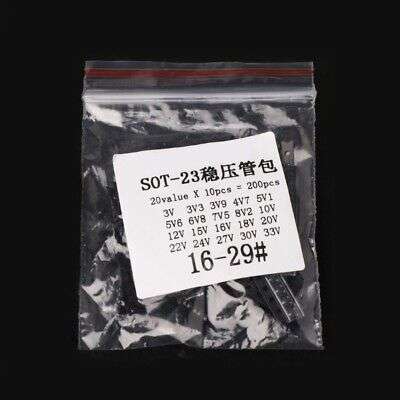 SOT-23稳压管包
20value X 10pcs = 200pcs
3V 3V3 3V9 4V7 5V1
5V6 6V8 7V5 8V2 10V
12V 15V 16V 18V 20V
22V 24V 27V 30V 33V
16-29#